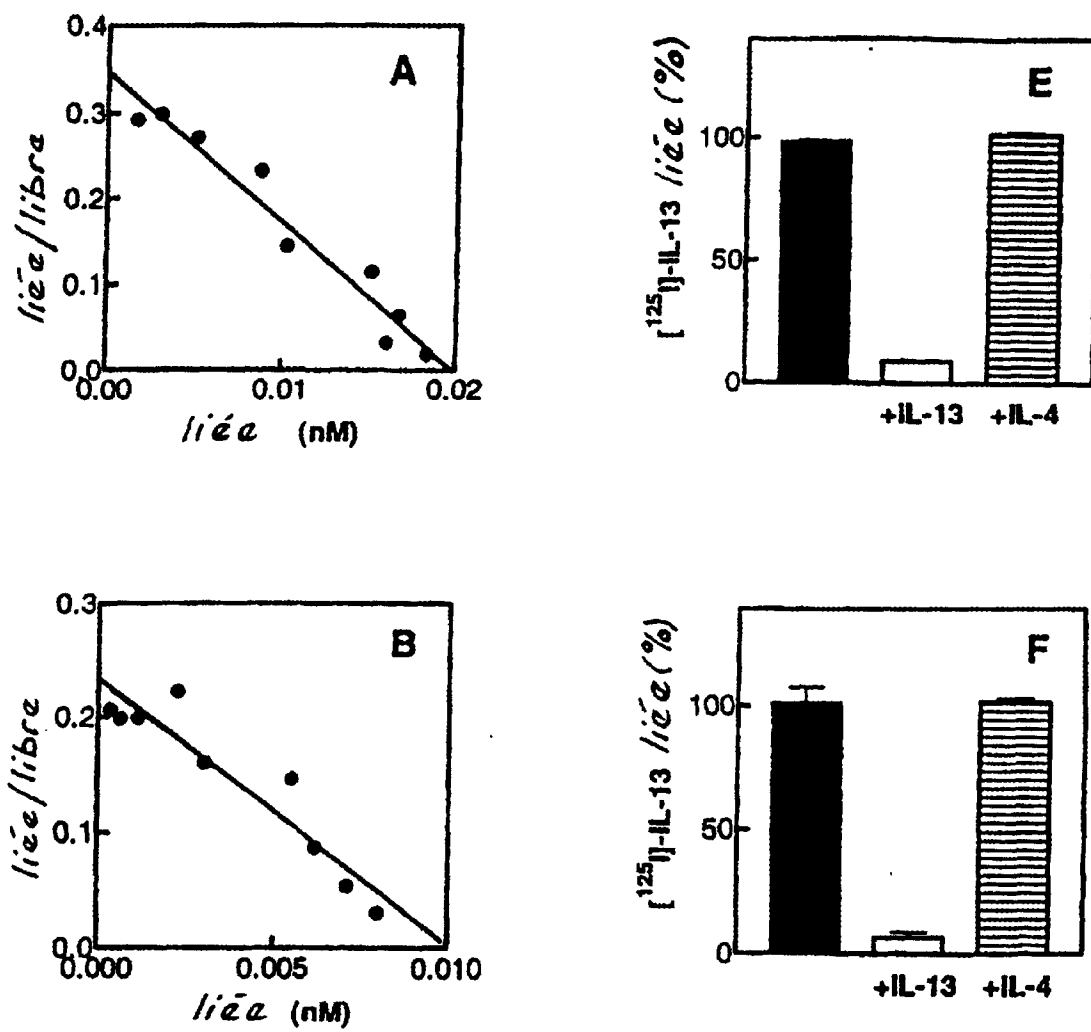 A
0.4
0.3
0.2
0.1
0.0
liée/libre
0.00
0.01
0.02
liée (nM)
E
100
50
0
[125I]-IL-13 liée (%)
+IL-13
+IL-4
B
0.3
0.2
0.1
0.0
liée/libre
0.000
0.005
0.010
liée (nM)
F
100
50
0
[125I]-IL-13 liée (%)
+IL-13
+IL-4